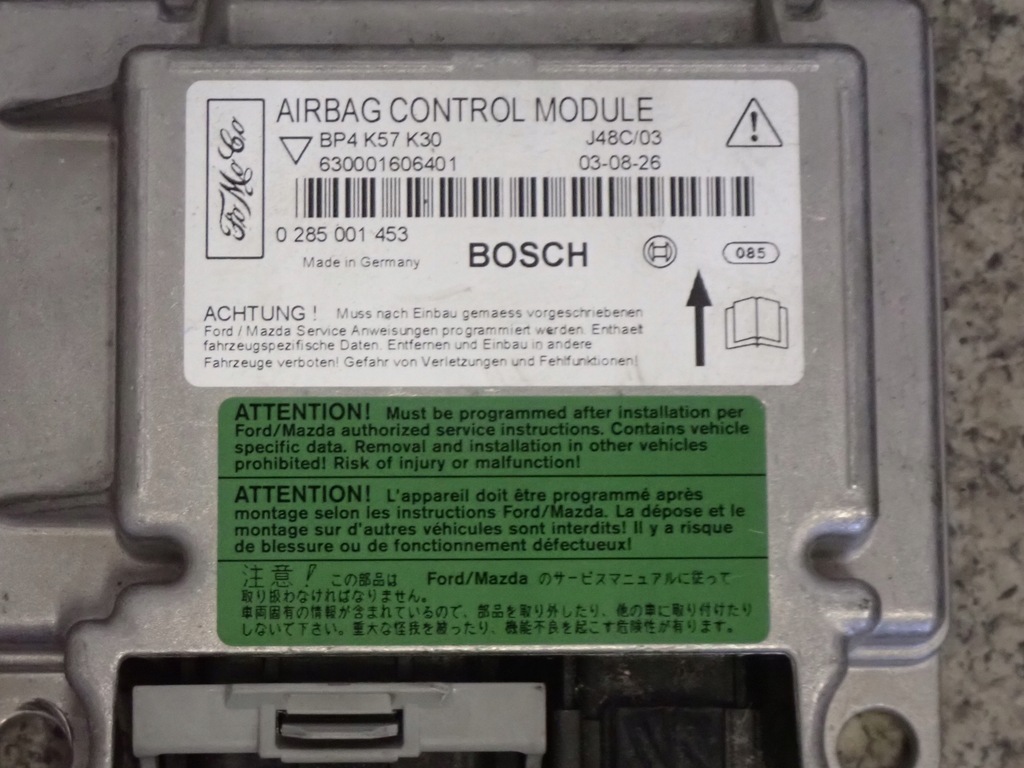 FoMoCo
AIRBAG CONTROL MODULE
BP4 K57 K30 J48C/03
630001606401 03-08-26
0 285 001 453
Made in Germany BOSCH 085
ACHTUNG ! Muss nach Einbau gemaess vorgeschriebenen
Ford / Mazda Service Anweisungen programmiert werden. Enthaelt
fahrzeugspezifische Daten. Entfernen und Einbau in andere
Fahrzeuge verboten! Gefahr von Verletzungen und Fehlfunktionen!
ATTENTION! Must be programmed after installation per
Ford/Mazda authorized service instructions. Contains vehicle
specific data. Removal and installation in other vehicles
prohibited! Risk of injury or malfunction!
ATTENTION! L'appareil doit être programmé après
montage selon les instructions Ford/Mazda. La dépose et le
montage sur d'autres véhicules sont interdits! Il y a risque
de blessure ou de fonctionnement défectueux!
注意! この部品は Ford/Mazda のサービスマニュアルに従って
取り扱わなければなりません。
車両固有の情報が含まれているので、部品を取り外したり、他の車に取り付けたり
しないで下さい。重大な怪我を被ったり、機能不良を起こす危険性が有ります。